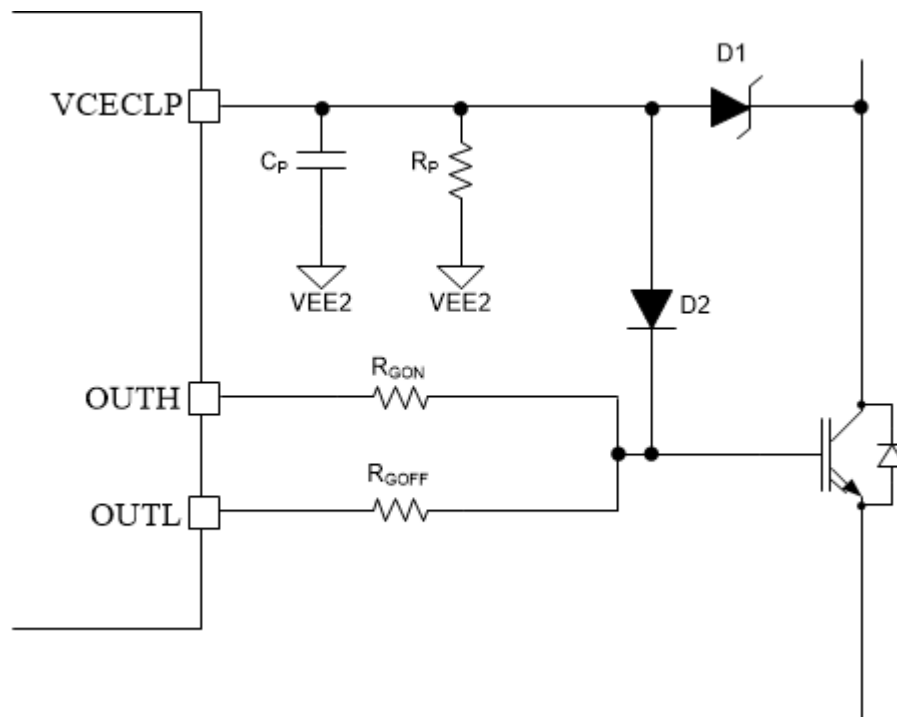 D1
VCECLP
CP
RP
VEE2
VEE2
D2
RGON
OUTH
RGOFF
OUTL